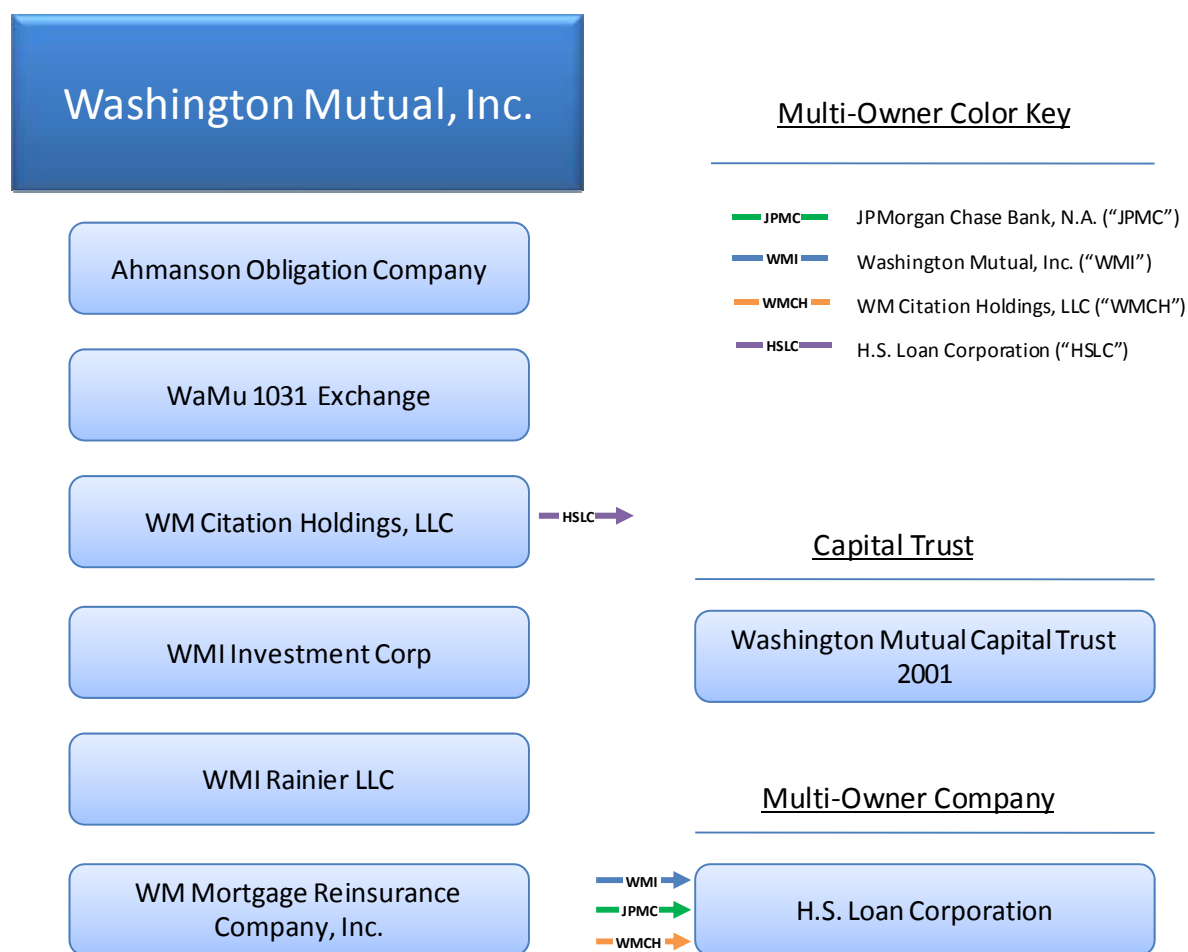 Washington Mutual, Inc.
Ahmanson Obligation Company
WaMu 1031 Exchange
WM Citation Holdings, LLC
HSLC
WMI Investment Corp
WMI Rainier LLC
WM Mortgage Reinsurance
Company, Inc.
Multi-Owner Color Key
JPMC JPMorgan Chase Bank, N.A. (“JPMC”)
WMI Washington Mutual, Inc. (“WMI”)
WMCH WM Citation Holdings, LLC (“WMCH”)
HSLC H.S. Loan Corporation (“HSLC”)
Capital Trust
Washington Mutual Capital Trust
2001
Multi-Owner Company
WMI
JPMC
WMCH
H.S. Loan Corporation